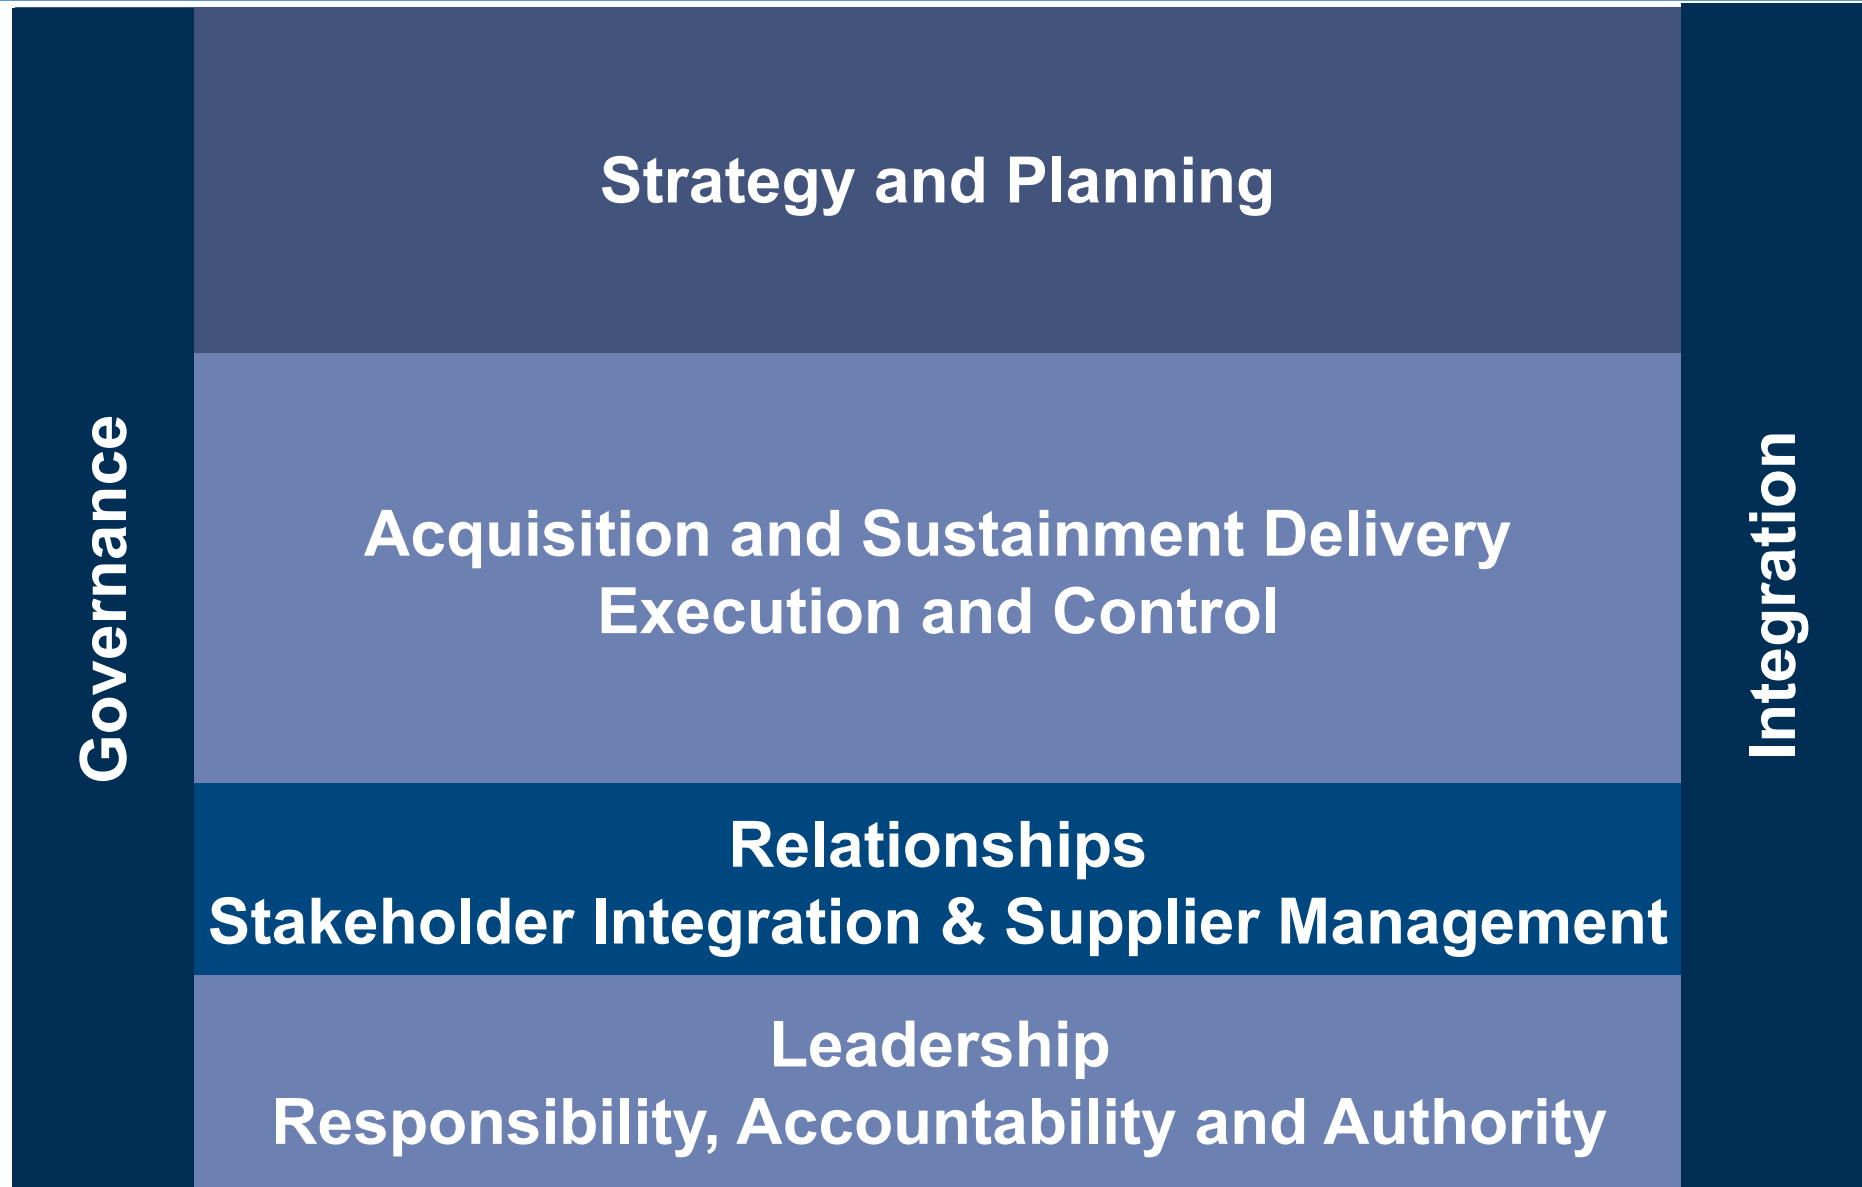 Governance
Strategy and Planning
Acquisition and Sustainment Delivery
Execution and Control
Relationships
Stakeholder Integration & Supplier Management
Leadership
Responsibility, Accountability and Authority
Integration